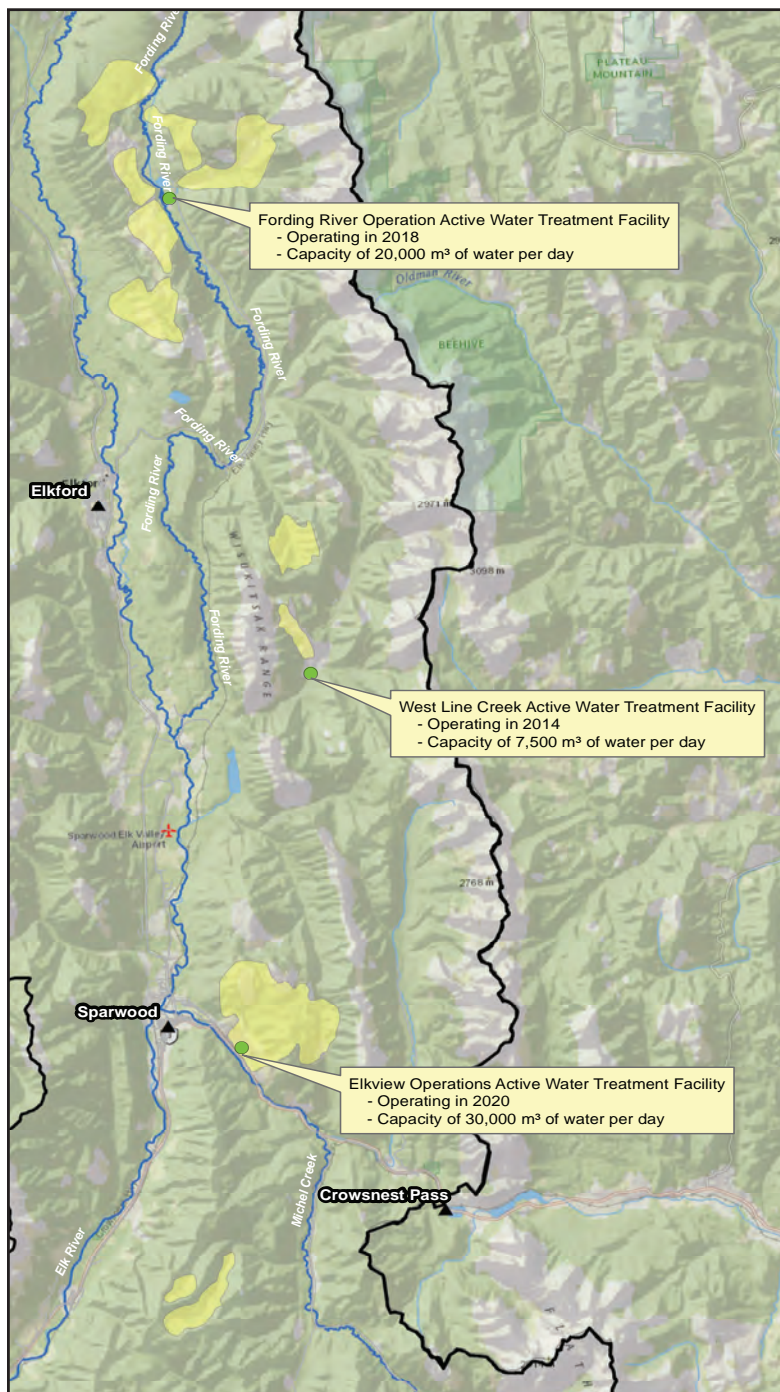 Fording River
PLATEAU
MOUNTAIN
Fording River
Fording River Operation Active Water Treatment Facility
- Operating in 2018
- Capacity of 20,000 m³ of water per day
Oldman River
Fording River
BEEHIVE
Fording River
Elkford
2971 m
Fording River
WISUKITSAK RANGE
3098 m
Fording River
West Line Creek Active Water Treatment Facility
- Operating in 2014
- Capacity of 7,500 m³ of water per day
Sparwood Elk Valley
Airport
2768 m
Sparwood
Elkview Operations Active Water Treatment Facility
- Operating in 2020
- Capacity of 30,000 m³ of water per day
Michel Creek
Crowsnest Pass
Elk River
FLATH